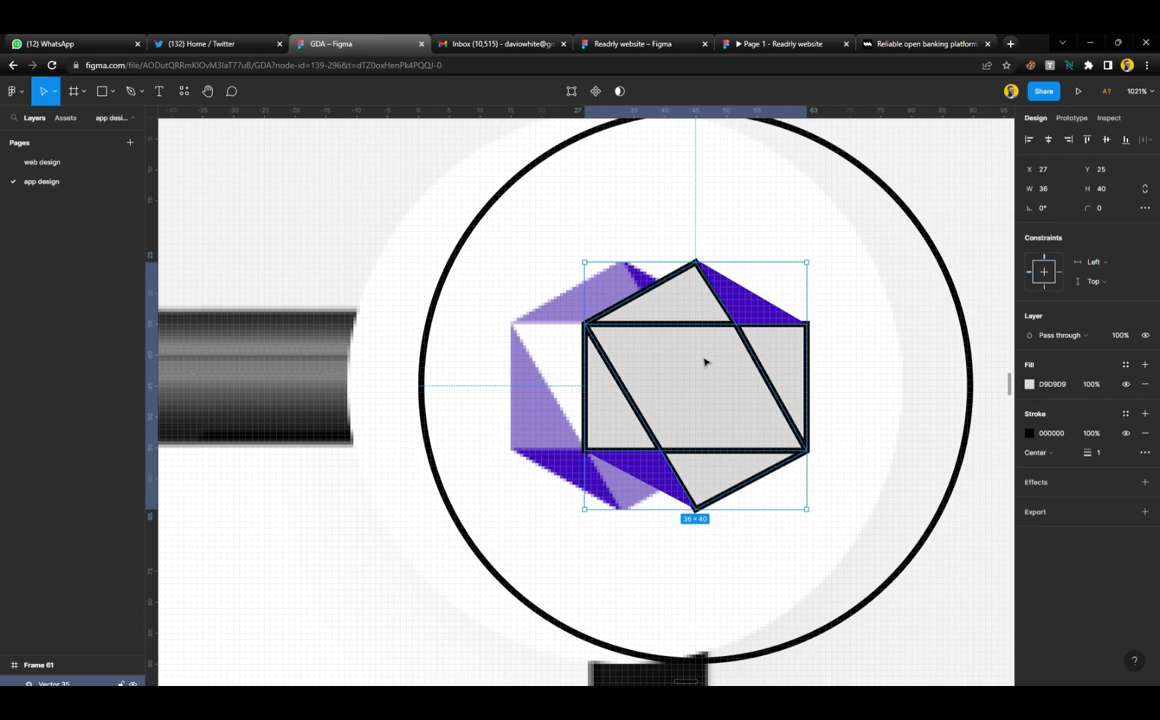 (12) WhatsApp
(132) Home / Twitter
GDA – Figma
Inbox (10,515) - daviowhite@gm
Readrly website – Figma
Page 1 - Readrly website
Reliable open banking platform
figma.com/file/AODutQRRmKlOvM3IaT77uB/GDA?node-id=139-296&t=dTZ0oxHenPk4PQQJ-0
Share
A?
1021%
Layers
Assets
app desi...
Design
Prototype
Inspect
Pages
web design
app design
X 27
Y 25
W 36
H 40
0°
0
Constraints
Left
Top
Layer
Pass through
100%
Fill
D9D9D9
100%
Stroke
000000
100%
Center
1
Effects
Export
36 × 40
Frame 61
Vector 35